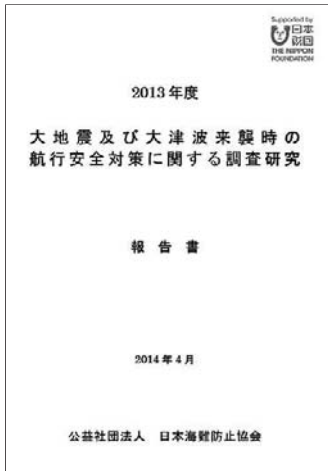 Supported by
日本
財団
THE NIPPON
FOUNDATION
2013年度
大地震及び大津波来襲時の
航行安全対策に関する調査研究
報告書
2014年4月
公益社団法人 日本海難防止協会